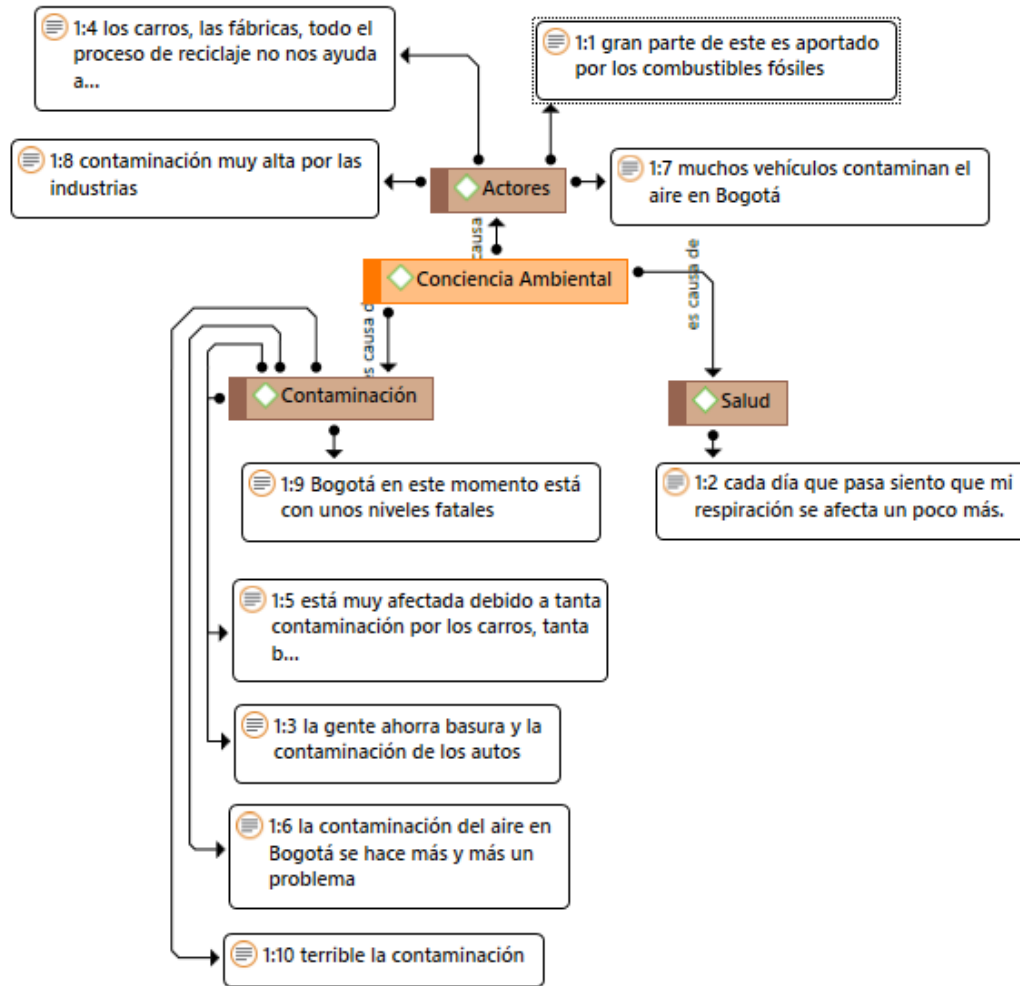 1:4 los carros, las fábricas, todo el
proceso de reciclaje no nos ayuda
a...
1:1 gran parte de este es aportado
por los combustibles fósiles
1:8 contaminación muy alta por las
industrias
Actores
1:7 muchos vehículos contaminan el
aire en Bogotá
causa
Conciencia Ambiental
es causa de
es causa d
Contaminación
Salud
1:9 Bogotá en este momento está
con unos niveles fatales
1:2 cada día que pasa siento que mi
respiración se afecta un poco más.
1:5 está muy afectada debido a tanta
contaminación por los carros, tanta
b...
1:3 la gente ahorra basura y la
contaminación de los autos
1:6 la contaminación del aire en
Bogotá se hace más y más un
problema
1:10 terrible la contaminación